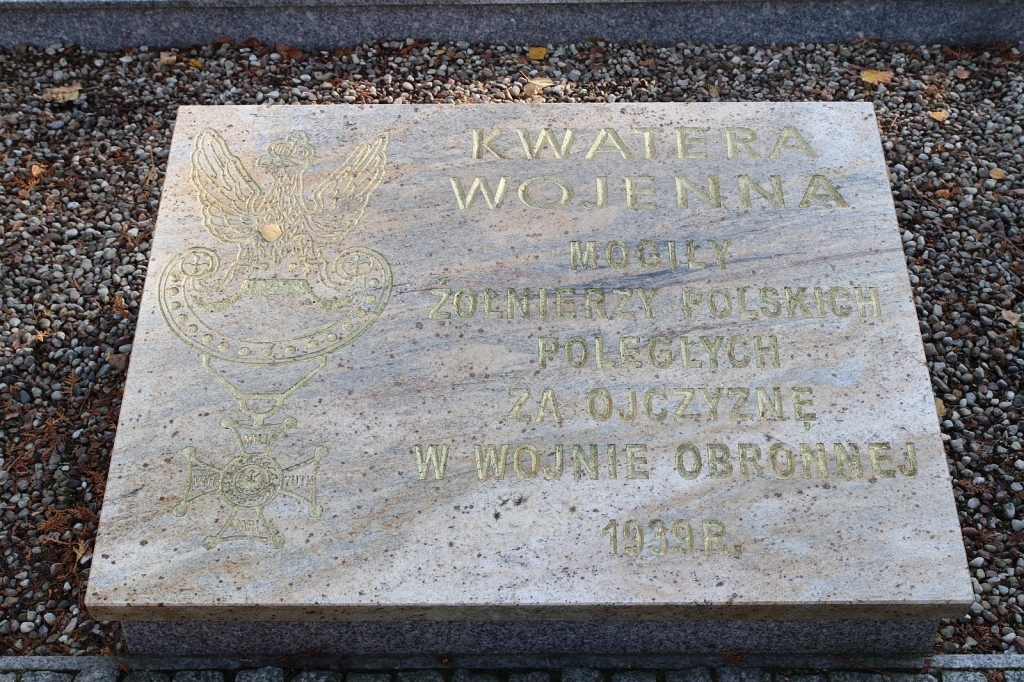 KWATERA
WOJENNA
MOGIŁY
ŻOŁNIERZY POLSKICH
POLEGŁYCH
ZA OJCZYZNĘ
W WOJNIE OBRONNEJ
1939 R.